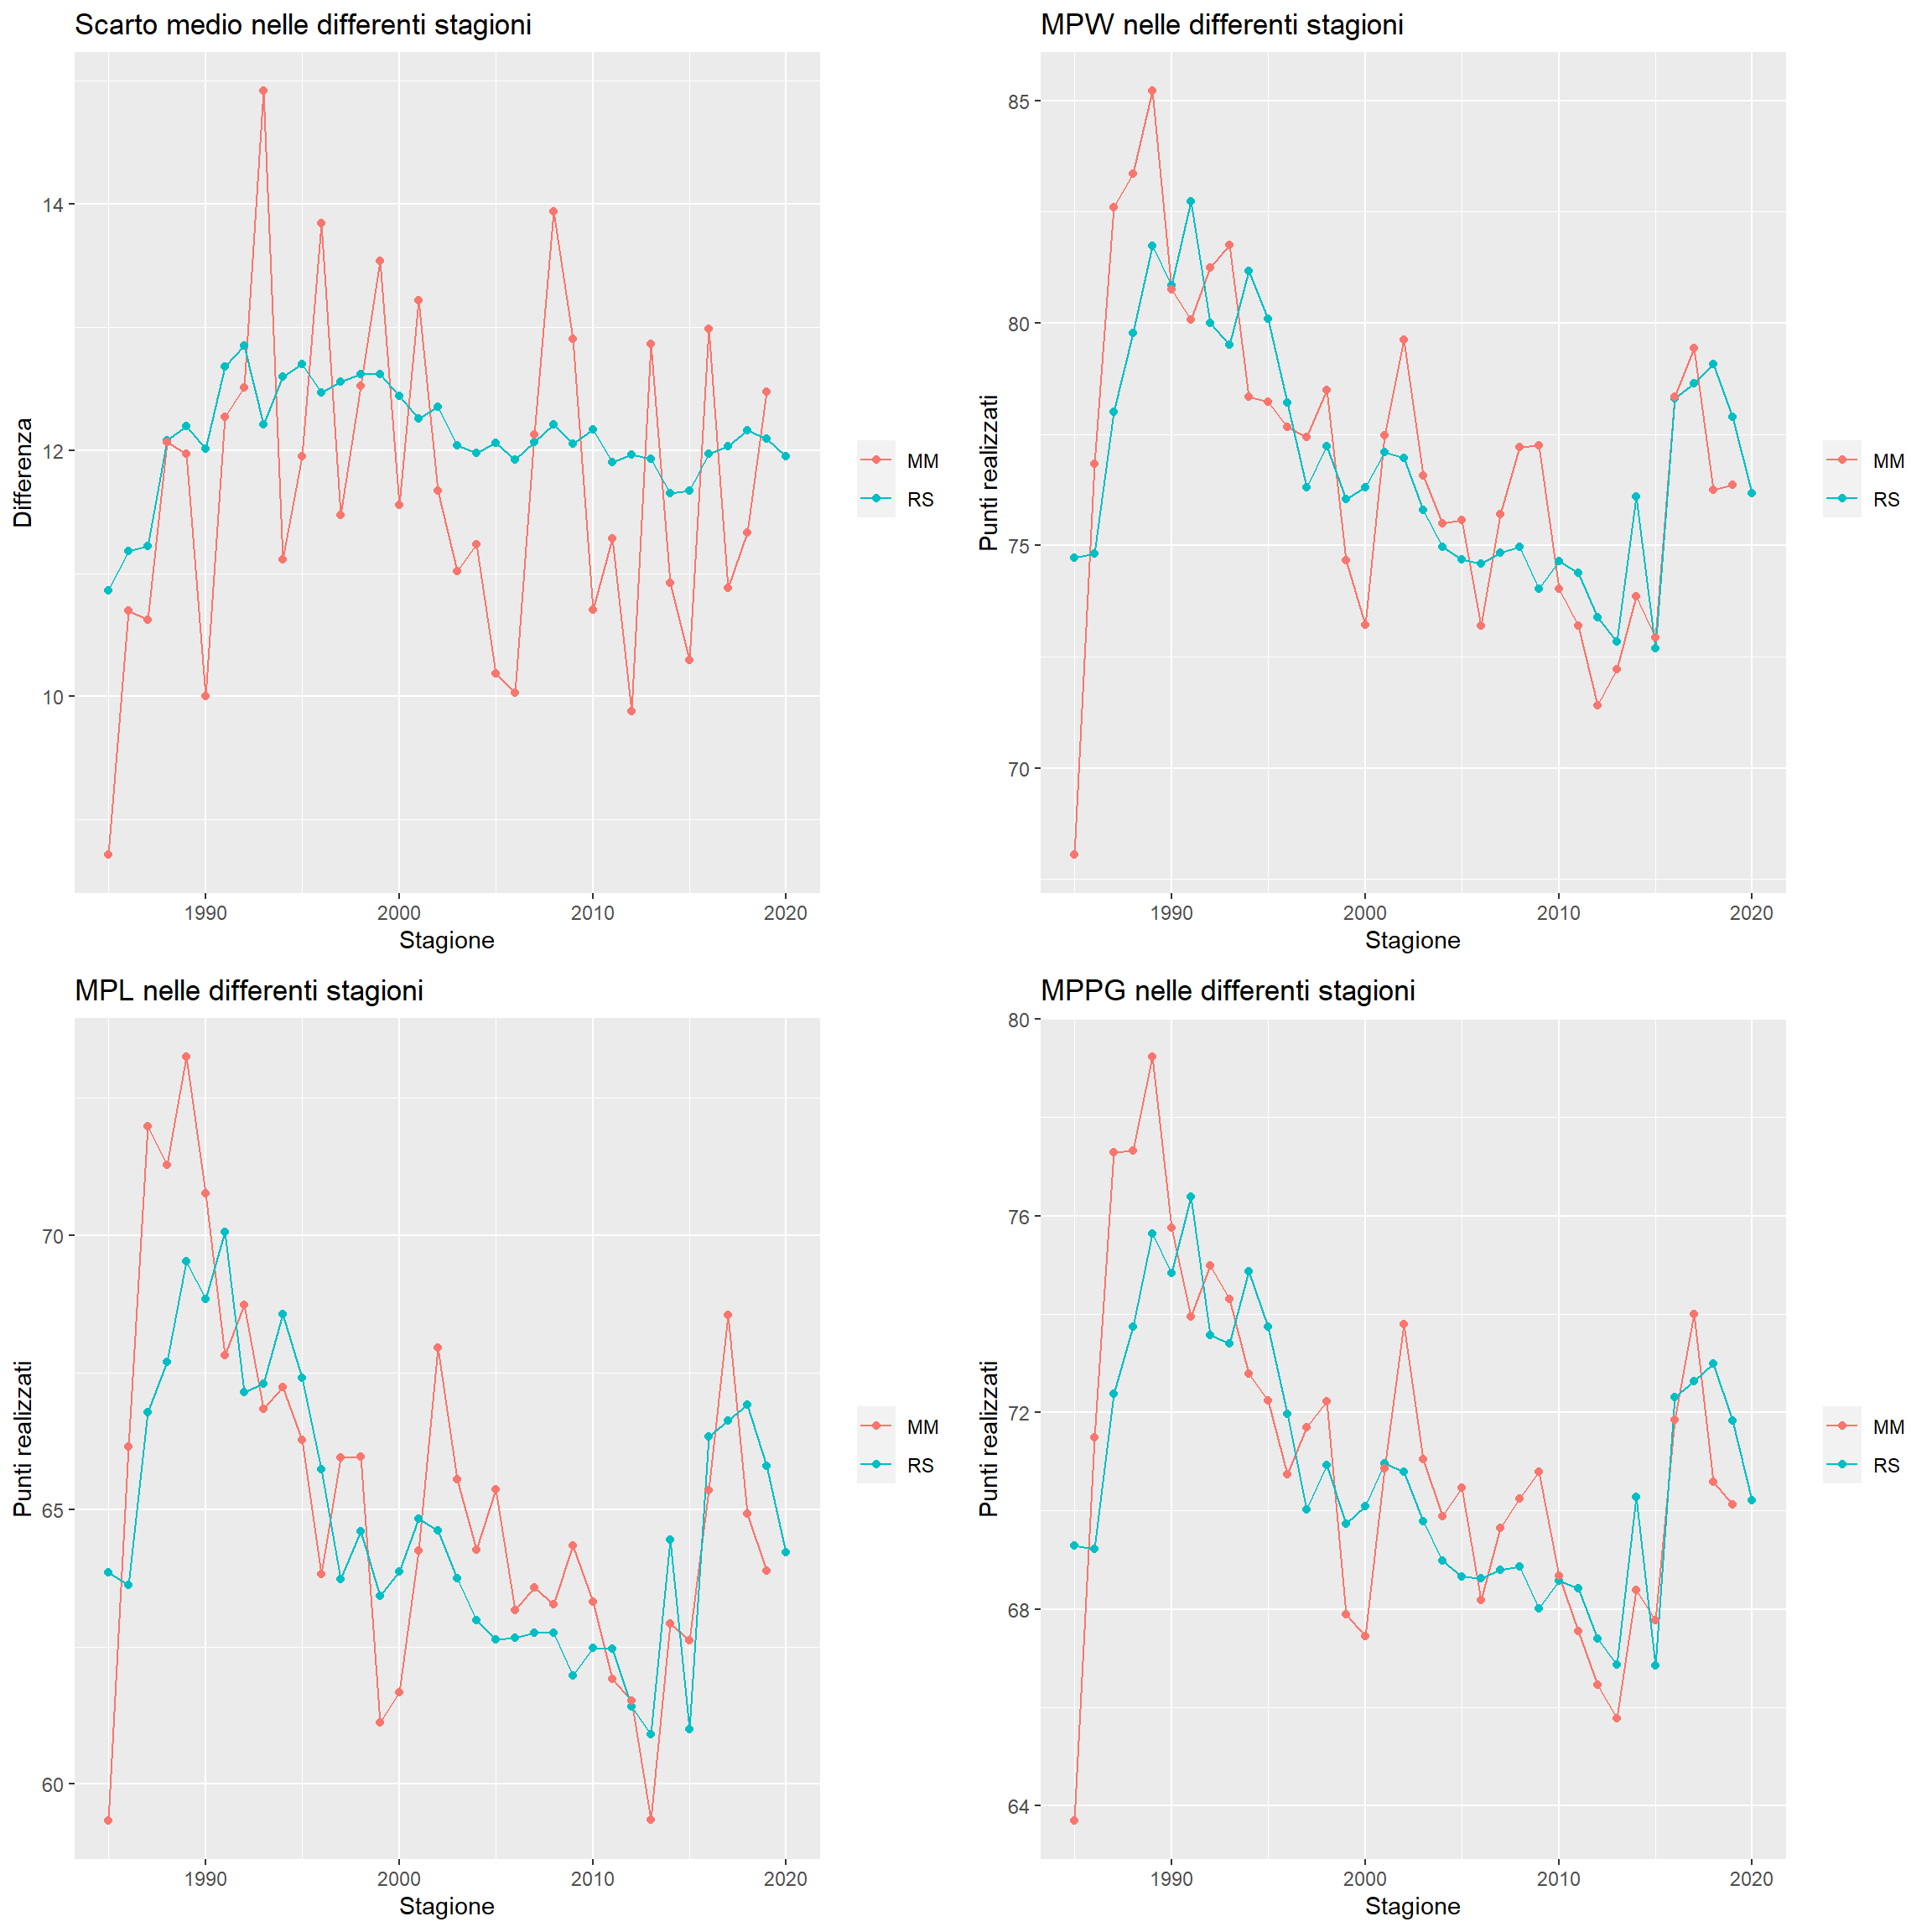 Scarto medio nelle differenti stagioni
Differenza
14
12
10
1990 2000 2010 2020
Stagione
MM
RS
MPW nelle differenti stagioni
Punti realizzati
85
80
75
70
1990 2000 2010 2020
Stagione
MM
RS
MPL nelle differenti stagioni
Punti realizzati
70
65
60
1990 2000 2010 2020
Stagione
MM
RS
MPPG nelle differenti stagioni
Punti realizzati
80
76
72
68
64
1990 2000 2010 2020
Stagione
MM
RS